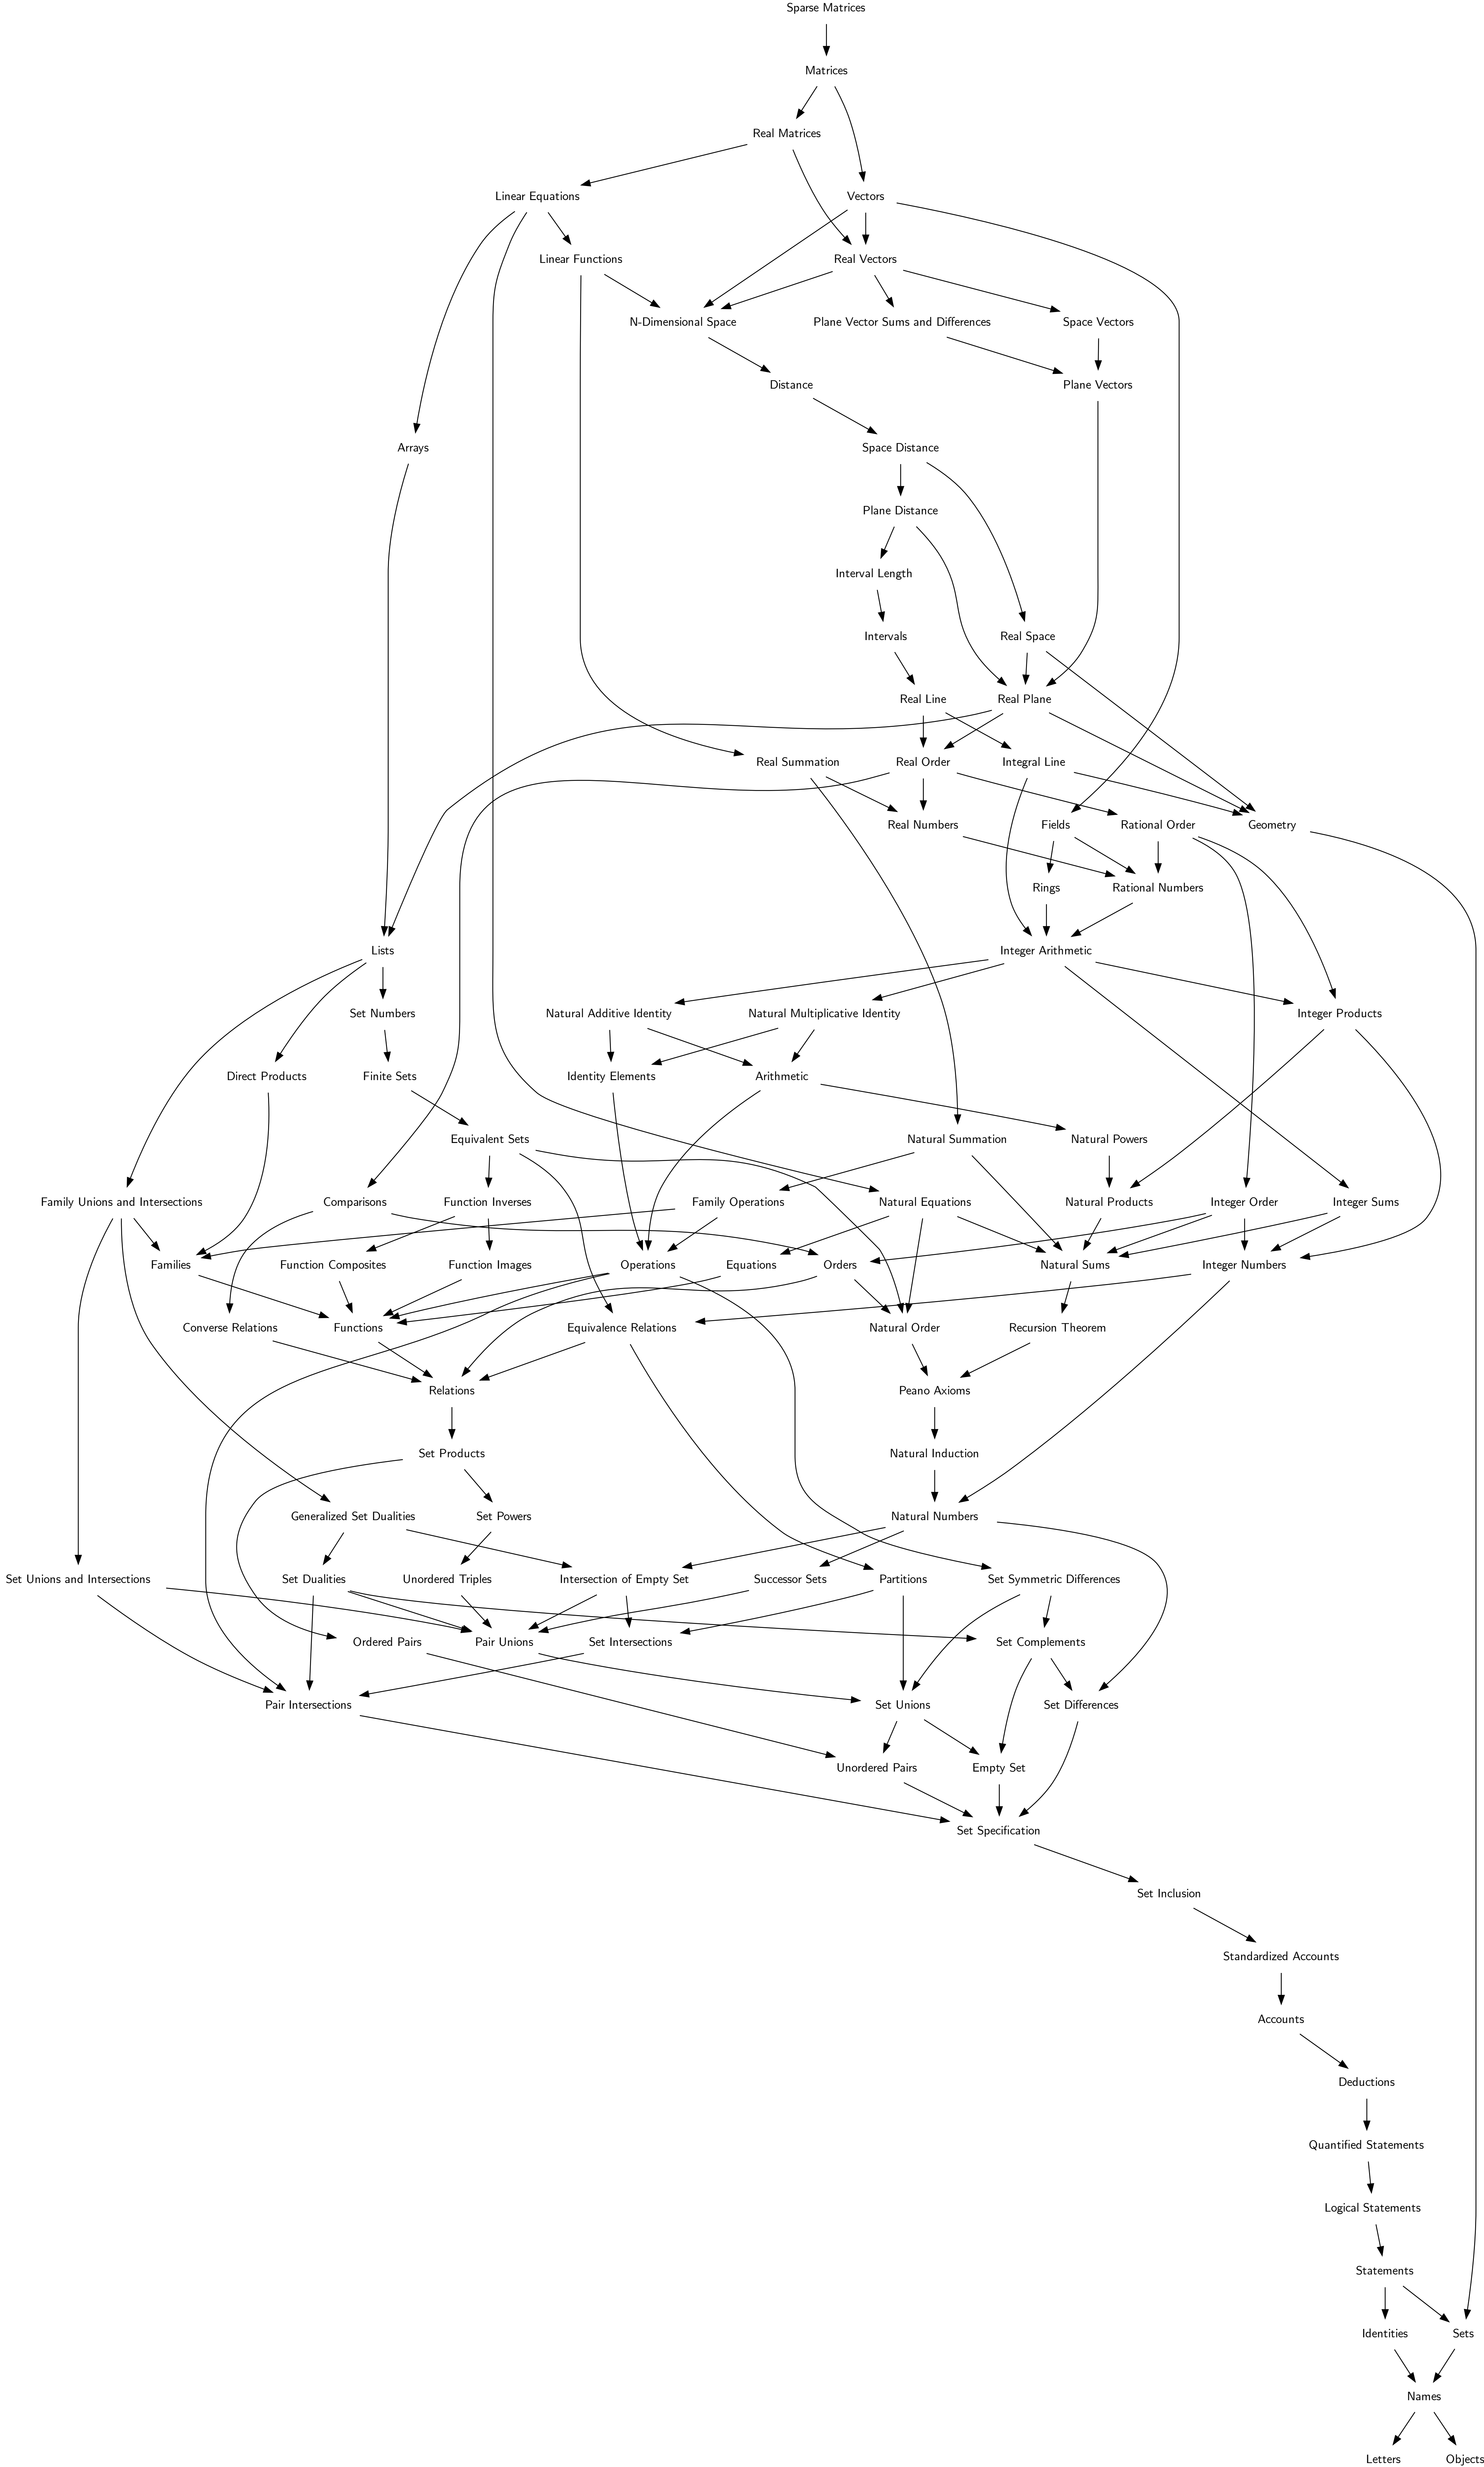 Sparse Matrices
Matrices
Real Matrices
Linear Equations
Vectors
Linear Functions
Real Vectors
N-Dimensional Space
Plane Vector Sums and Differences
Space Vectors
Distance
Plane Vectors
Arrays
Space Distance
Plane Distance
Interval Length
Intervals
Real Space
Real Line
Real Plane
Real Summation
Real Order
Integral Line
Real Numbers
Fields
Rational Order
Geometry
Rings
Rational Numbers
Lists
Integer Arithmetic
Set Numbers
Natural Additive Identity
Natural Multiplicative Identity
Integer Products
Direct Products
Finite Sets
Identity Elements
Arithmetic
Equivalent Sets
Natural Summation
Natural Powers
Family Unions and Intersections
Comparisons
Function Inverses
Family Operations
Natural Equations
Natural Products
Integer Order
Integer Sums
Families
Function Composites
Function Images
Operations
Equations
Orders
Natural Sums
Integer Numbers
Converse Relations
Functions
Equivalence Relations
Natural Order
Recursion Theorem
Relations
Peano Axioms
Set Products
Natural Induction
Generalized Set Dualities
Set Powers
Natural Numbers
Set Unions and Intersections
Set Dualities
Unordered Triples
Intersection of Empty Set
Successor Sets
Partitions
Set Symmetric Differences
Ordered Pairs
Pair Unions
Set Intersections
Set Complements
Pair Intersections
Set Unions
Set Differences
Unordered Pairs
Empty Set
Set Specification
Set Inclusion
Standardized Accounts
Accounts
Deductions
Quantified Statements
Logical Statements
Statements
Identities
Sets
Names
Letters
Objects